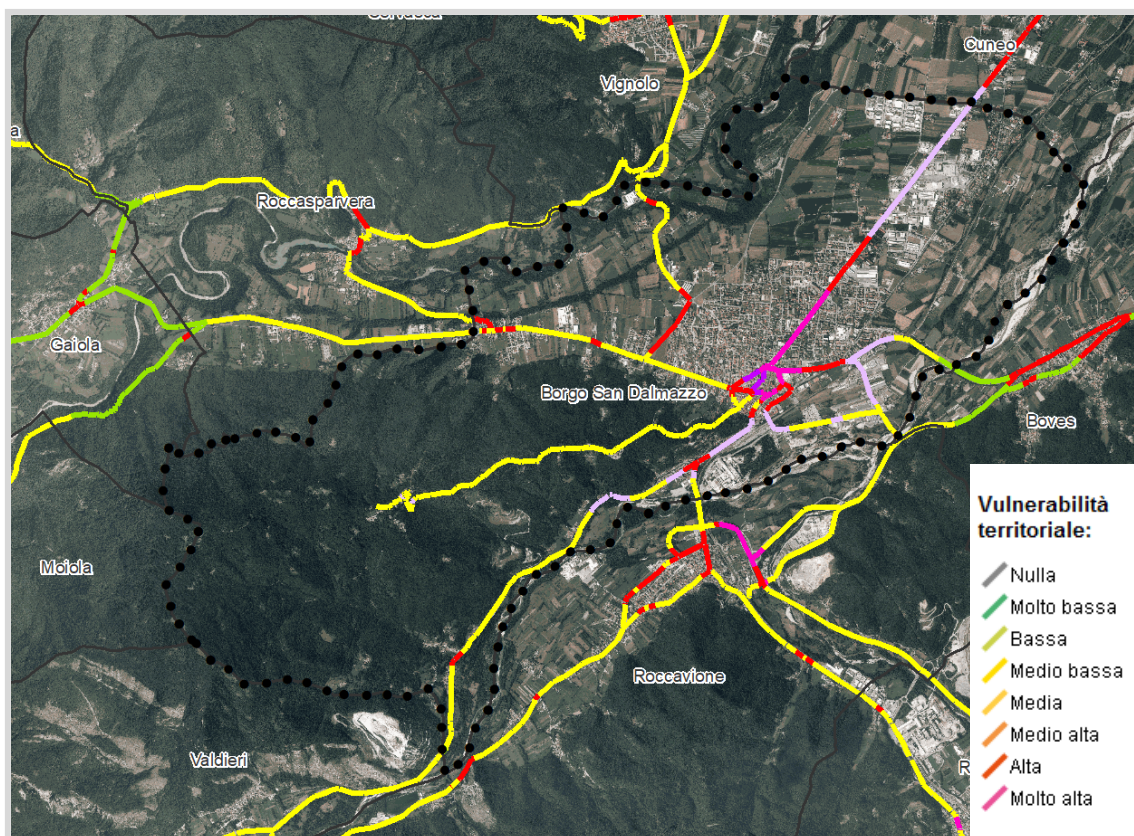 Cuneo
Vignolo
Roccasparvera
Gaiola
Borgo San Dalmazzo
Boves
Moiola
Roccavione
Valdieri
R
Vulnerabilità
territoriale:
Nulla
Molto bassa
Bassa
Medio bassa
Media
Medio alta
Alta
Molto alta